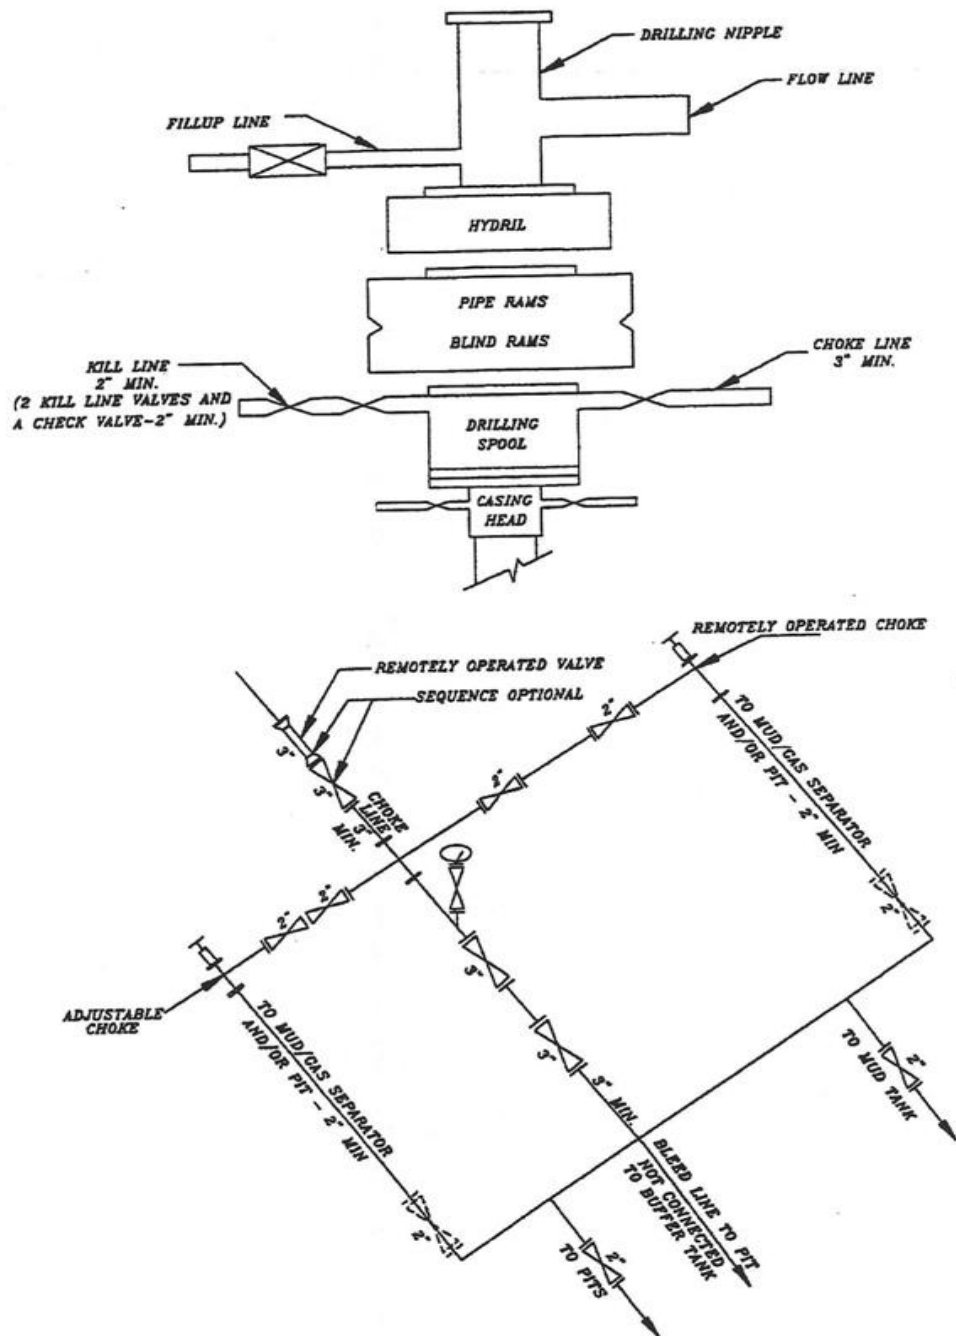 DRILLING NIPPLE
FLOW LINE
FILLUP LINE
HYDRIL
PIPE RAMS
BLIND RAMS
CHOKE LINE
3" MIN.
KILL LINE
2" MIN.
(2 KILL LINE VALVES AND
A CHECK VALVE-2" MIN.)
DRILLING
SPOOL
CASING
HEAD
REMOTELY OPERATED CHOKE
REMOTELY OPERATED VALVE
SEQUENCE OPTIONAL
3"
3"
CHOKE
LINE
3"
MIN.
2"
2"
TO MUD/GAS SEPARATOR
AND/OR PIT - 2" MIN
2"
2"
2"
3"
3"
3" MIN.
ADJUSTABLE
CHOKE
TO MUD/GAS SEPARATOR
AND/OR PIT - 2" MIN
2"
2"
TO MUD TANK
BLEED LINE TO PIT
NOT CONNECTED
TO BUFFER TANK
2"
TO PITS